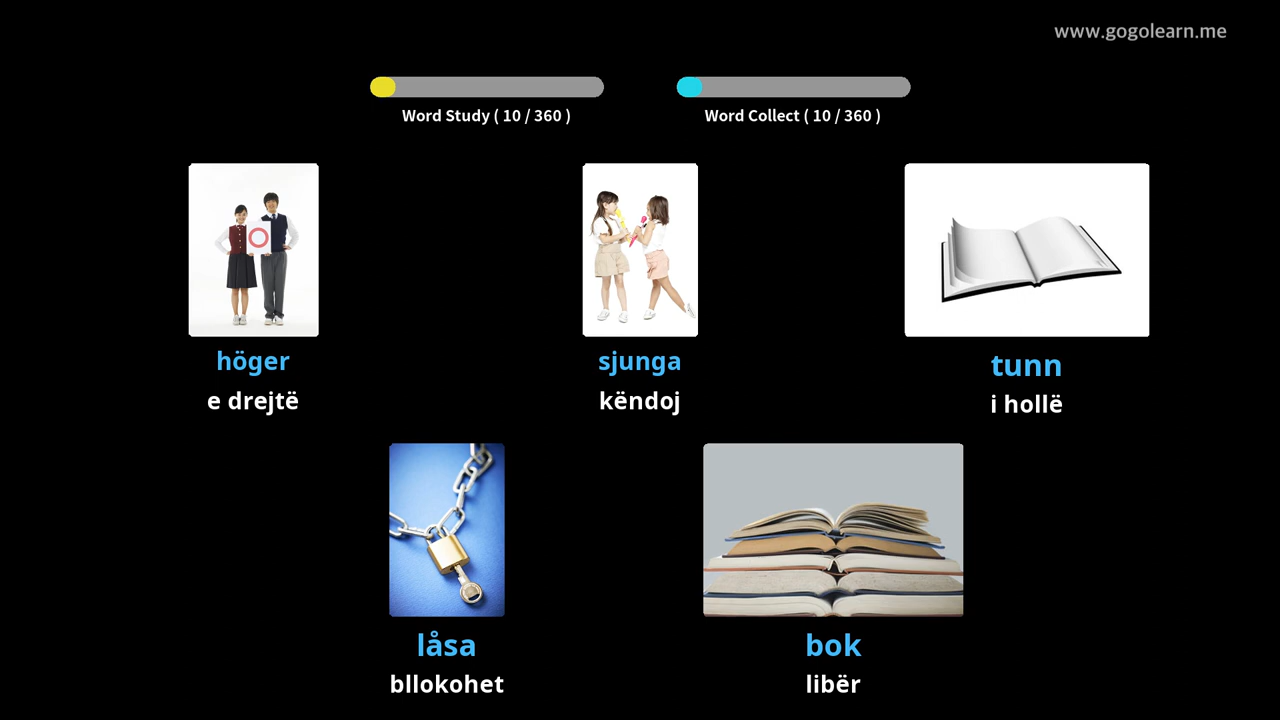 www.gogolearn.me
Word Study ( 10 / 360 )
Word Collect ( 10 / 360 )
höger
e drejtë
sjunga
këndoj
tunn
i hollë
låsa
bllokohet
bok
libër